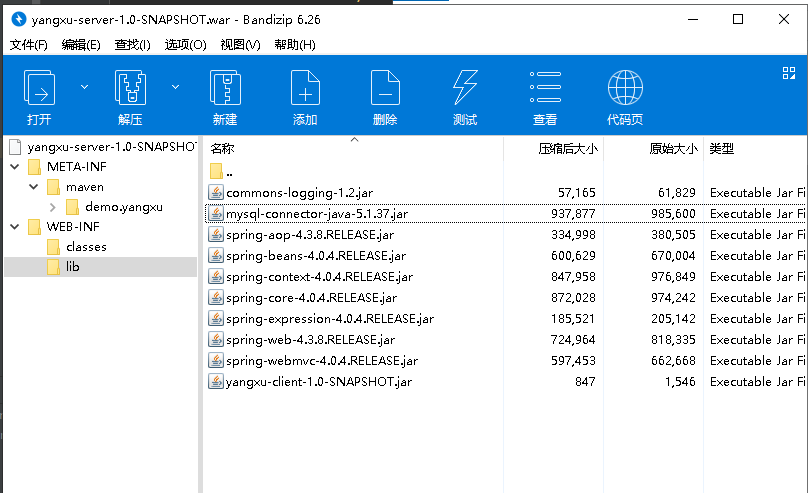 yangxu-server-1.0-SNAPSHOT.war - Bandizip 6.26
文件(F) 编辑(E) 查找(I) 选项(O) 视图(V) 帮助(H)
打开 解压 新建 添加 删除 测试 查看 代码页
yangxu-server-1.0-SNAPSHOT
META-INF
maven
demo.yangxu
WEB-INF
classes
lib
名称 压缩后大小 原始大小 类型
..
commons-logging-1.2.jar 57,165 61,829 Executable Jar Fi
mysql-connector-java-5.1.37.jar 937,877 985,600 Executable Jar Fi
spring-aop-4.3.8.RELEASE.jar 334,998 380,505 Executable Jar Fi
spring-beans-4.0.4.RELEASE.jar 600,629 670,004 Executable Jar Fi
spring-context-4.0.4.RELEASE.jar 847,958 976,849 Executable Jar Fi
spring-core-4.0.4.RELEASE.jar 872,028 974,242 Executable Jar Fi
spring-expression-4.0.4.RELEASE.jar 185,521 205,142 Executable Jar Fi
spring-web-4.3.8.RELEASE.jar 724,964 818,335 Executable Jar Fi
spring-webmvc-4.0.4.RELEASE.jar 597,453 662,668 Executable Jar Fi
yangxu-client-1.0-SNAPSHOT.jar 847 1,546 Executable Jar Fi